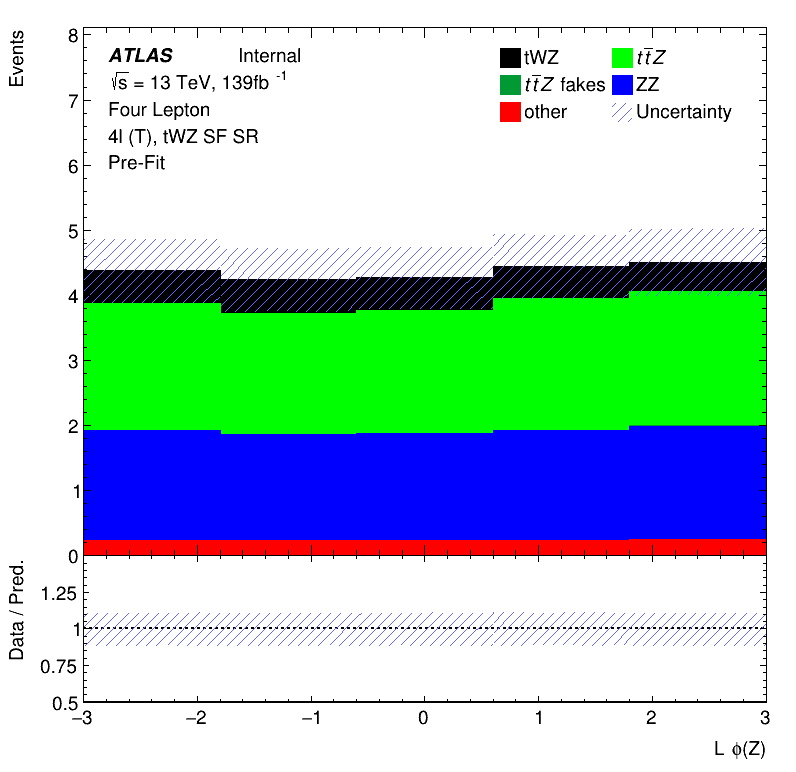 Events
8
7
6
5
4
3
2
1
0
ATLAS Internal
√s = 13 TeV, 139fb ⁻¹
Four Lepton
4l (T), tWZ SF SR
Pre-Fit
tWZ
tt̄Z
tt̄Z fakes
ZZ
other
Uncertainty
Data / Pred.
1.25
1
0.75
0.5
−3 −2 −1 0 1 2 3
L ϕ(Z)